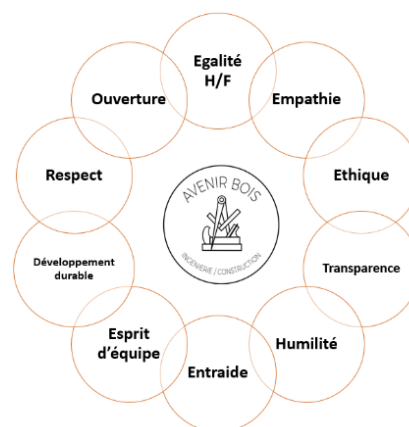 Egalité
H/F
Empathie
Ethique
Transparence
Humilité
Entraide
Esprit
d'équipe
Développement
durable
Respect
Ouverture
AVENIR BOIS
INGENIERIE / CONSTRUCTION